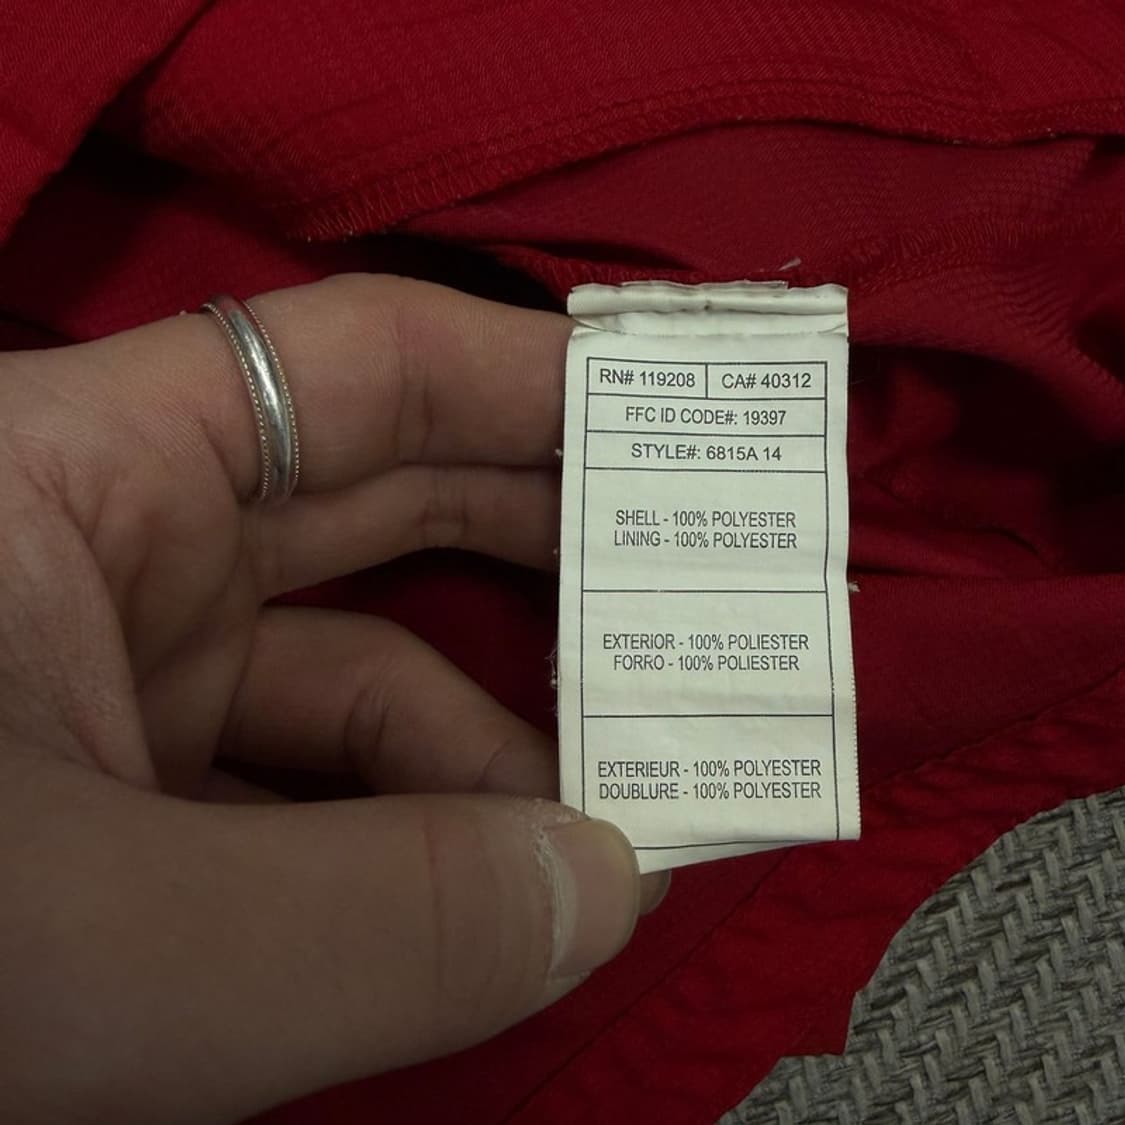 RN# 119208 CA# 40312
FFC ID CODE#: 19397
STYLE#: 6815A 14
SHELL - 100% POLYESTER
LINING - 100% POLYESTER
EXTERIOR - 100% POLIESTER
FORRO - 100% POLIESTER
EXTERIEUR - 100% POLYESTER
DOUBLURE - 100% POLYESTER